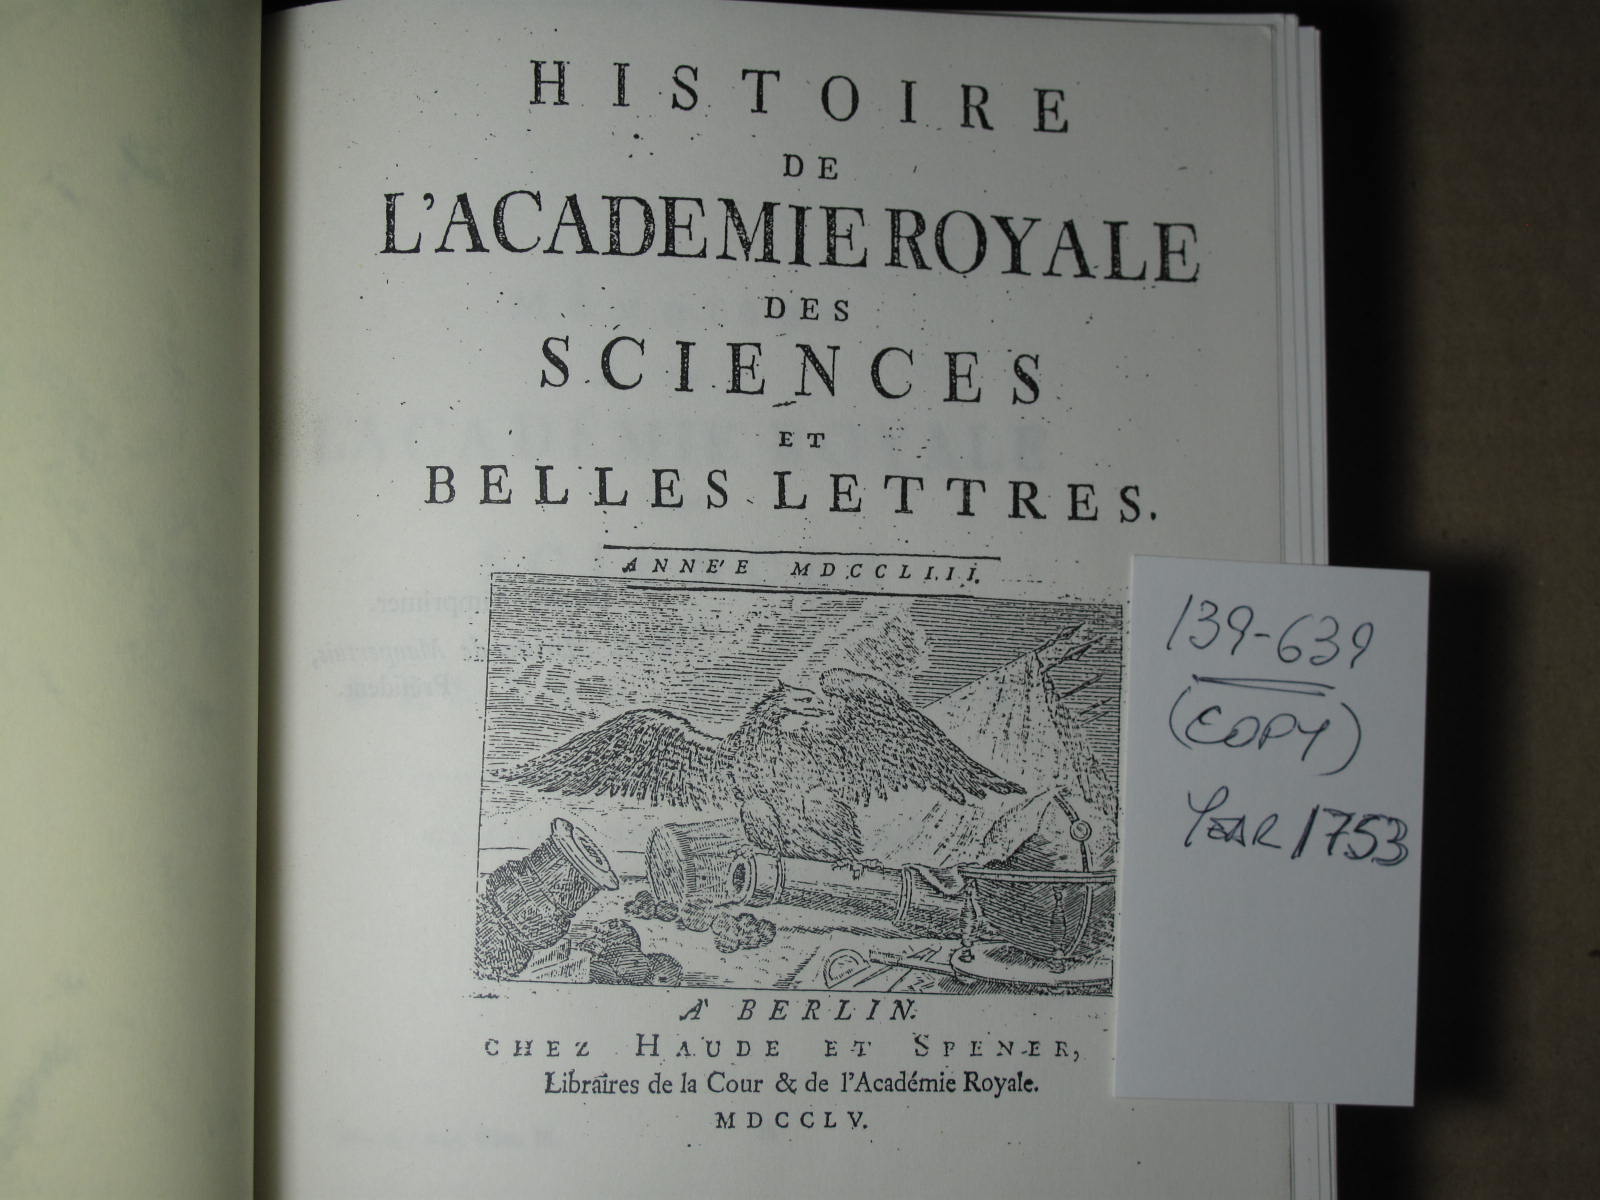 HISTOIRE
DE
L'ACADEMIE ROYALE
DES
SCIENCES
ET
BELLES LETTRES.
ANNE'E MDCCLIII.
A BERLIN.
CHEZ HAUDE ET SPENER,
Libraires de la Cour & de l'Académie Royale.
MDCCLV.
139-639
(COPY)
YEAR 1753